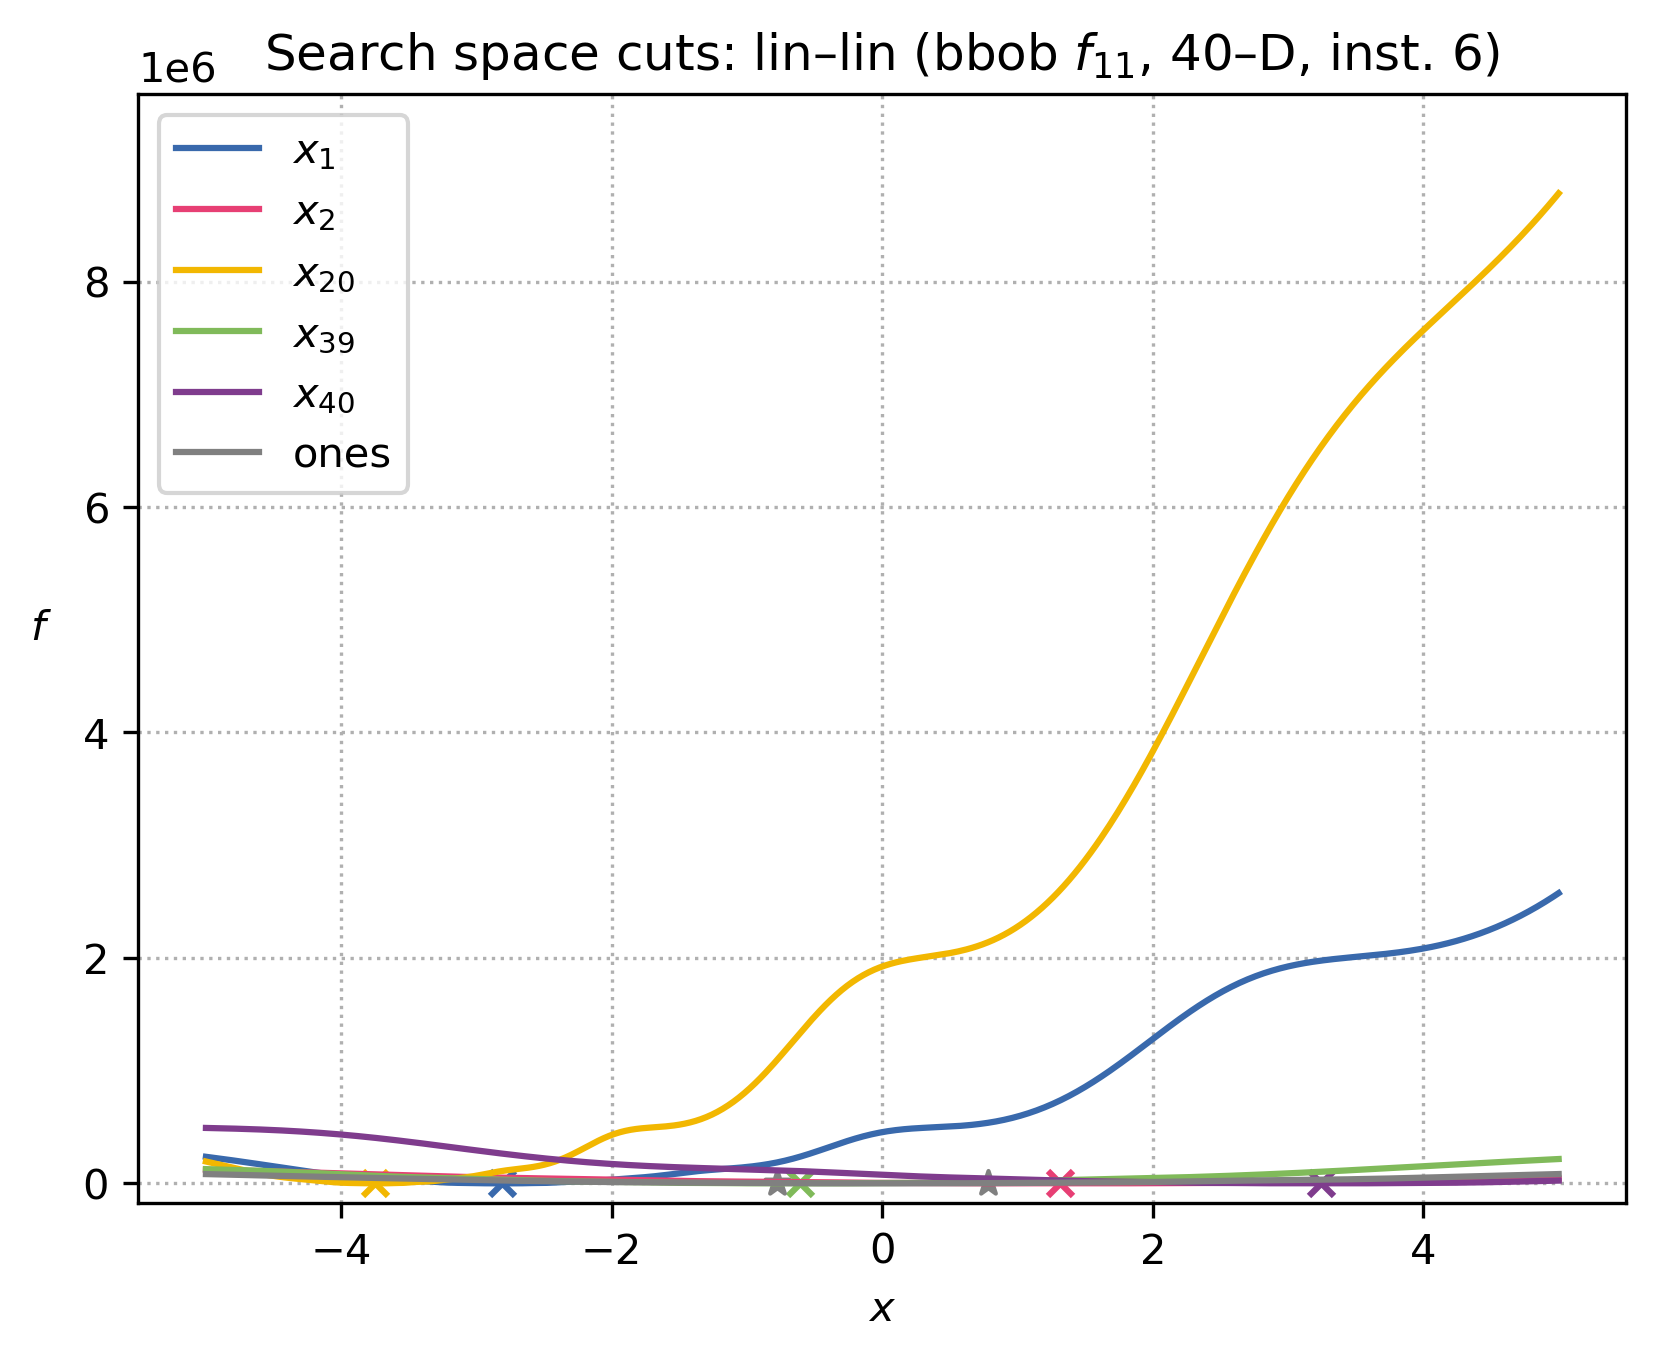 Search space cuts: lin–lin (bbob f₁₁, 40–D, inst. 6)
1e6
x₁
x₂
x₂₀
x₃₉
x₄₀
ones
8
6
4
2
0
f
−4 −2 0 2 4
x